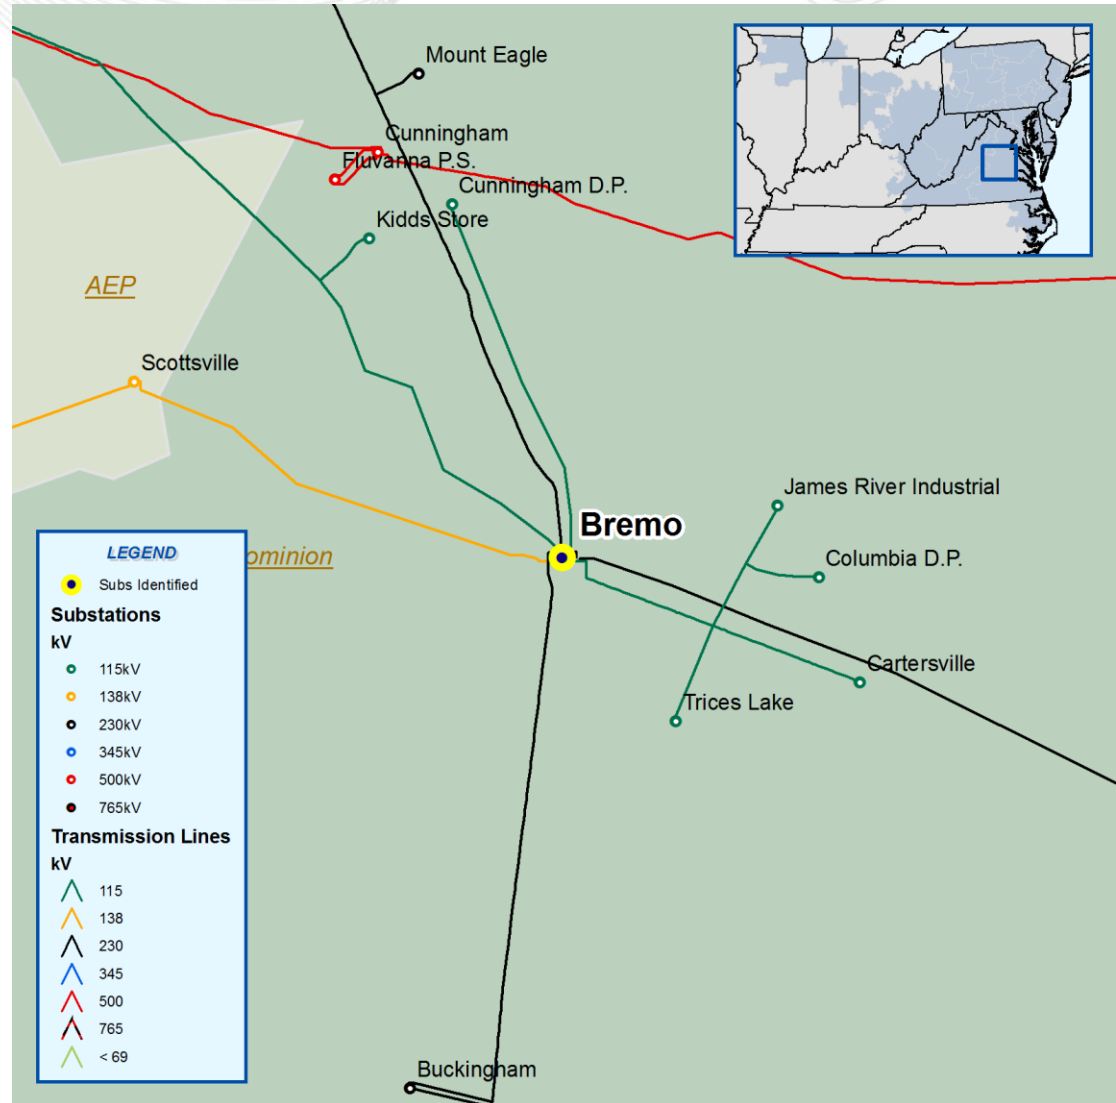 Mount Eagle
Cunningham
Fluvanna P.S.
Cunningham D.P.
Kidds Store
AEP
Scottsville
James River Industrial
Bremo
Columbia D.P.
ominion
Cartersville
Trices Lake
Buckingham
LEGEND
Subs Identified
Substations
kV
115kV
138kV
230kV
345kV
500kV
765kV
Transmission Lines
kV
115
138
230
345
500
765
< 69